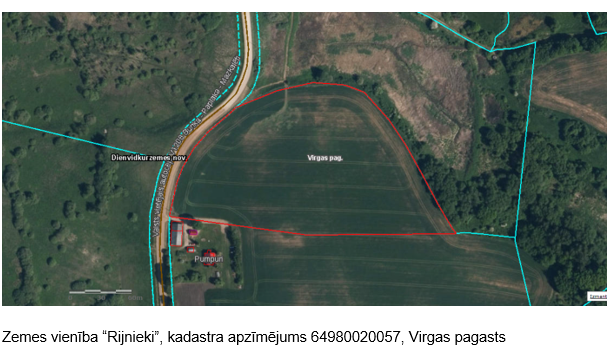 Dienvidkurzemes nov.
Virgas pag.
Pumpuri
Zemes vienība “Rijnieki”, kadastra apzīmējums 64980020057, Virgas pagasts